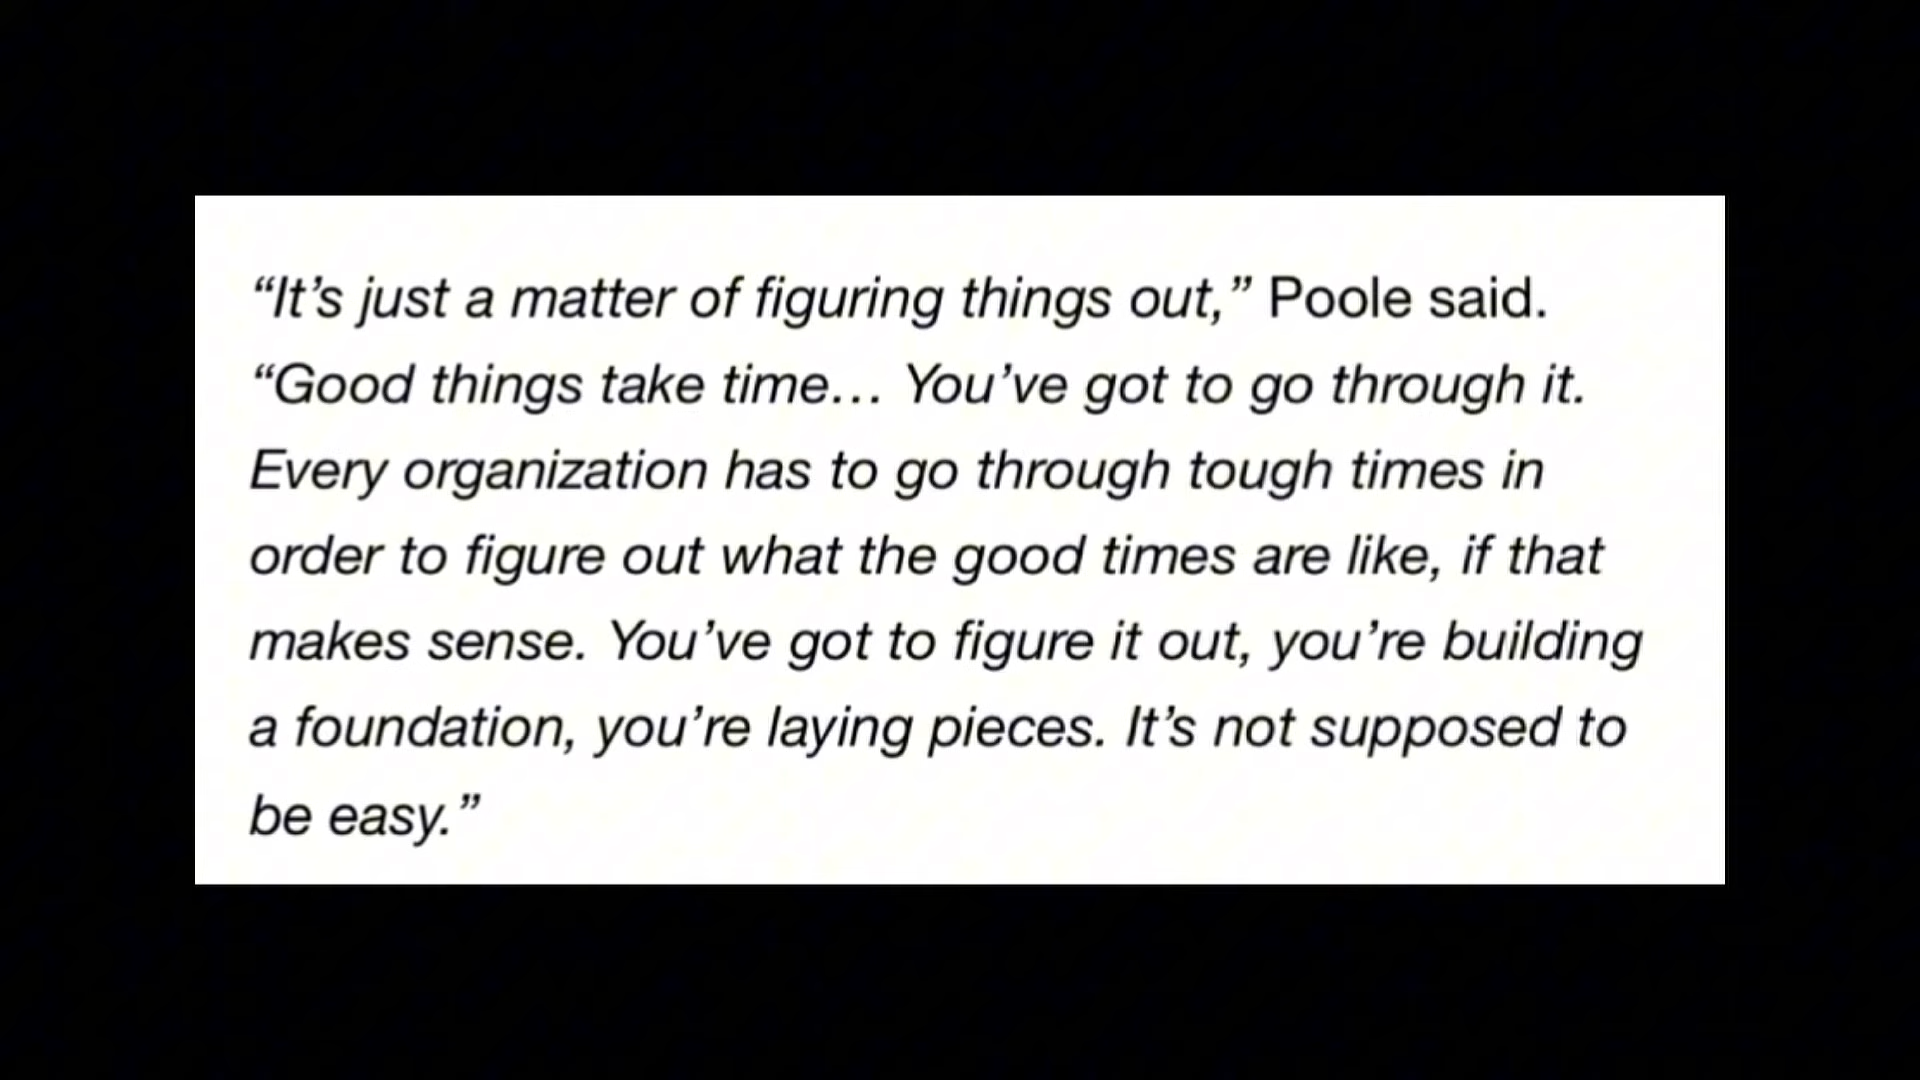 “It’s just a matter of figuring things out,” Poole said.
“Good things take time… You’ve got to go through it.
Every organization has to go through tough times in
order to figure out what the good times are like, if that
makes sense. You’ve got to figure it out, you’re building
a foundation, you’re laying pieces. It’s not supposed to
be easy.”